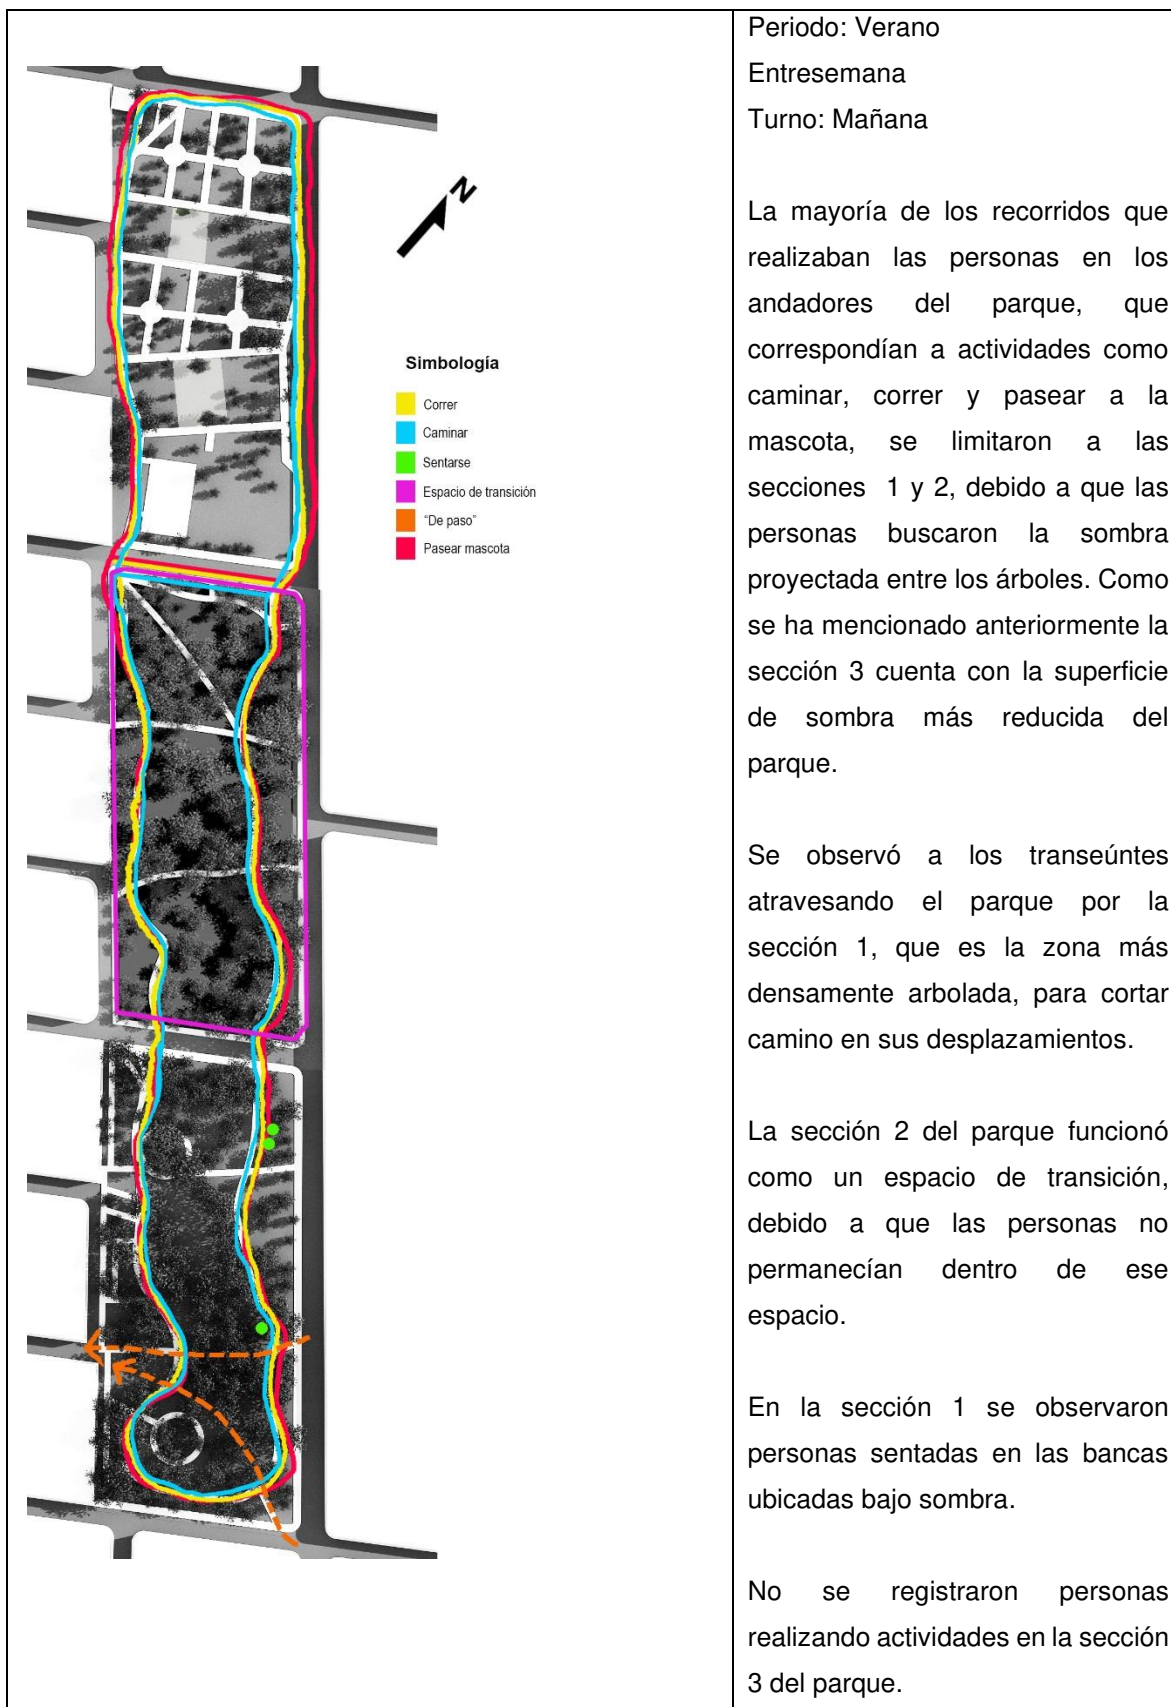 N
Simbología
Correr
Caminar
Sentarse
Espacio de transición
"De paso"
Pasear mascota
Periodo: Verano
Entresemana
Turno: Mañana
La mayoría de los recorridos que
realizaban las personas en los
andadores del parque, que
correspondían a actividades como
caminar, correr y pasear a la
mascota, se limitaron a las
secciones 1 y 2, debido a que las
personas buscaron la sombra
proyectada entre los árboles. Como
se ha mencionado anteriormente la
sección 3 cuenta con la superficie
de sombra más reducida del
parque.
Se observó a los transeúntes
atravesando el parque por la
sección 1, que es la zona más
densamente arbolada, para cortar
camino en sus desplazamientos.
La sección 2 del parque funcionó
como un espacio de transición,
debido a que las personas no
permanecían dentro de ese
espacio.
En la sección 1 se observaron
personas sentadas en las bancas
ubicadas bajo sombra.
No se registraron personas
realizando actividades en la sección
3 del parque.